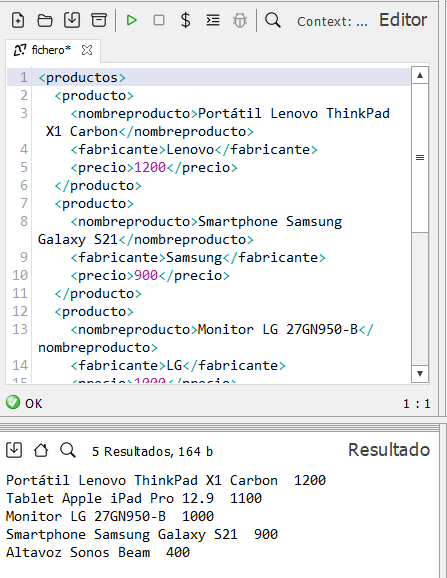 $ Context: ... Editor
fichero*
1 <productos>
2 <producto>
3 <nombreproducto>Portátil Lenovo ThinkPad
X1 Carbon</nombreproducto>
4 <fabricante>Lenovo</fabricante>
5 <precio>1200</precio>
6 </producto>
7 <producto>
8 <nombreproducto>Smartphone Samsung
Galaxy S21</nombreproducto>
9 <fabricante>Samsung</fabricante>
10 <precio>900</precio>
11 </producto>
12 <producto>
13 <nombreproducto>Monitor LG 27GN950-B</
nombreproducto>
14 <fabricante>LG</fabricante>
15 <precio>1000</precio>
OK 1 : 1
5 Resultados, 164 b Resultado
Portátil Lenovo ThinkPad X1 Carbon 1200
Tablet Apple iPad Pro 12.9 1100
Monitor LG 27GN950-B 1000
Smartphone Samsung Galaxy S21 900
Altavoz Sonos Beam 400